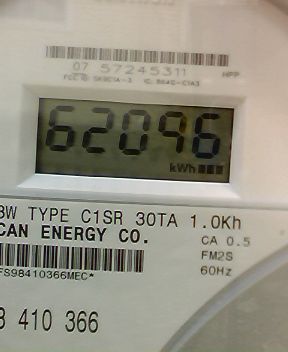 07 57245311
HPP
62096
kWh
3W TYPE C1SR 30TA 1.0Kh
CAN ENERGY CO.
CA 0.5
FM2S
60Hz
FS98410366MEC*
410 366